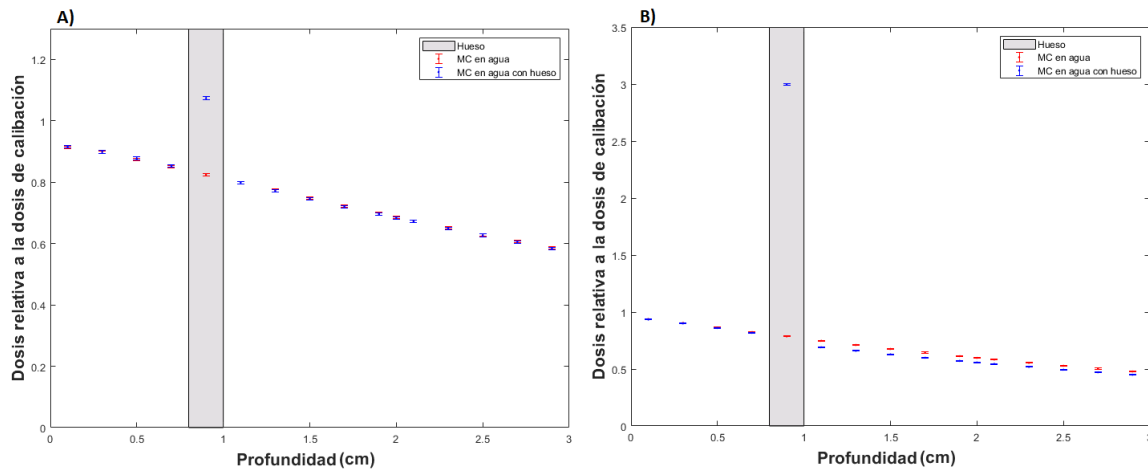 A)
Dosis relativa a la dosis de calibación
1.2
1
0.8
0.6
0.4
0.2
0
0 0.5 1 1.5 2 2.5 3
Profundidad (cm)
Hueso
MC en agua
MC en agua con hueso
B)
Dosis relativa a la dosis de calibación
3.5
3
2.5
2
1.5
1
0.5
0
0 0.5 1 1.5 2 2.5 3
Profundidad (cm)
Hueso
MC en agua
MC en agua con hueso